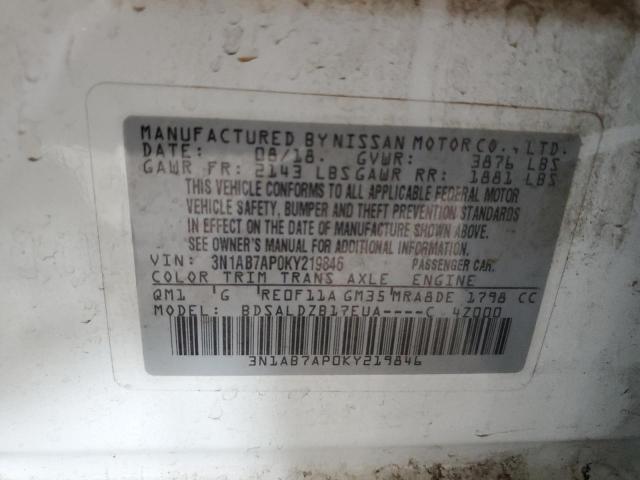 MANUFACTURED BY NISSAN MOTOR CO., LTD.
DATE: 08/18. GVWR: 3876 LBS
GAWR FR: 2143 LBS GAWR RR: 1881 LBS
THIS VEHICLE CONFORMS TO ALL APPLICABLE FEDERAL MOTOR
VEHICLE SAFETY, BUMPER AND THEFT PREVENTION STANDARDS
IN EFFECT ON THE DATE OF MANUFACTURE SHOWN ABOVE.
SEE OWNER'S MANUAL FOR ADDITIONAL INFORMATION.
VIN: 3N1AB7AP0KY219846 PASSENGER CAR.
COLOR TRIM TRANS AXLE ENGINE
QM1 'G 'RE0F11A GM35'MRA8DE 1798 CC
MODEL: BDSALDZB17EUA----C 4Z000
3N1AB7AP0KY219846